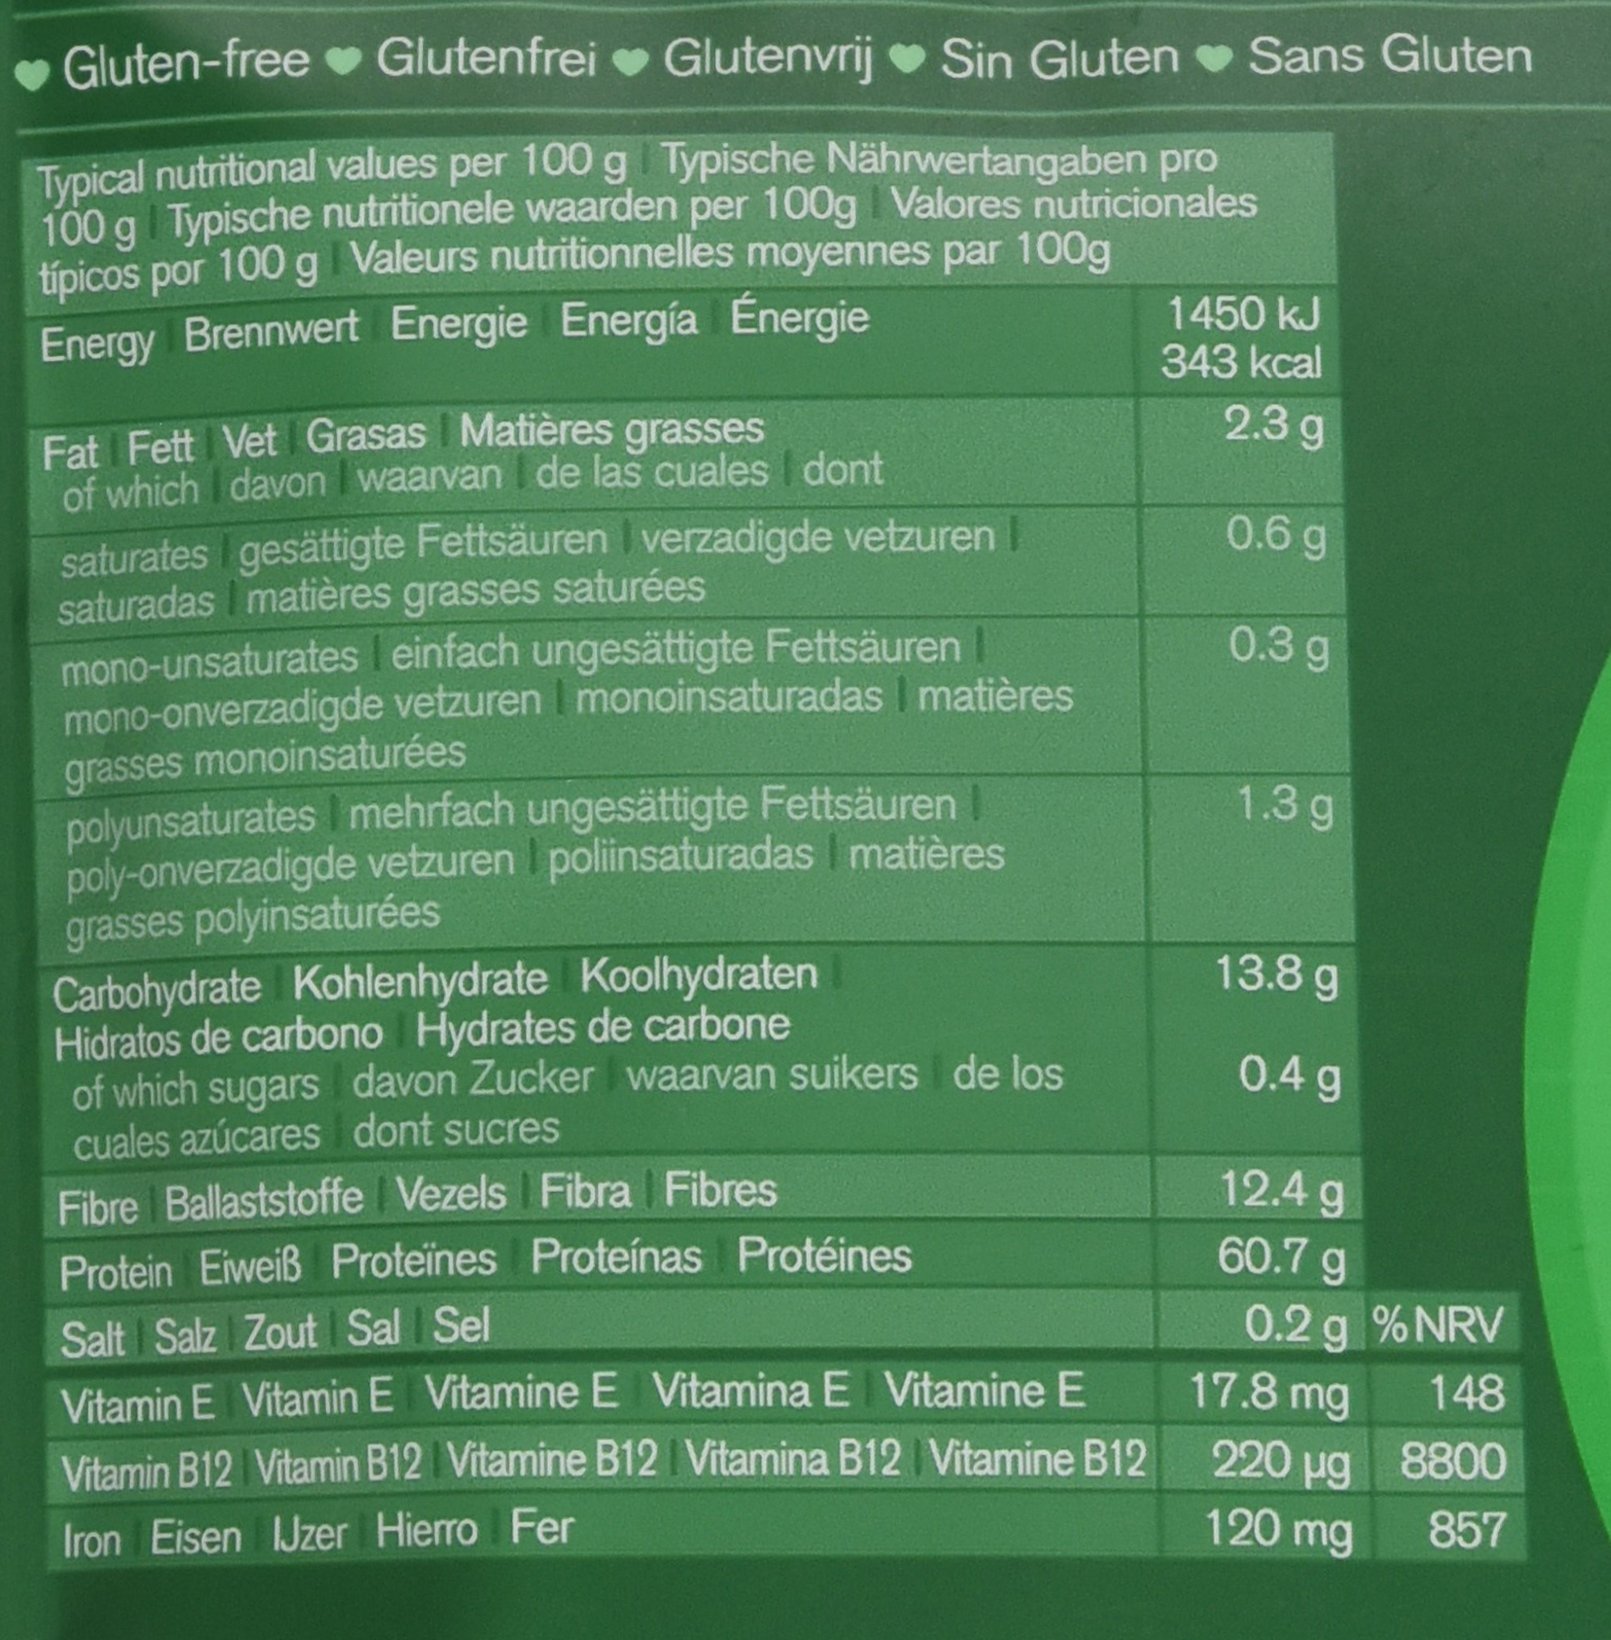 Gluten-free ♥ Glutenfrei ♥ Glutenvrij ♥ Sin Gluten ♥ Sans Gluten
Typical nutritional values per 100 g | Typische Nährwertangaben pro
100 g | Typische nutritionele waarden per 100g | Valores nutricionales
típicos por 100 g | Valeurs nutritionnelles moyennes par 100g
Energy | Brennwert | Energie | Energía | Énergie 1450 kJ
343 kcal
Fat | Fett | Vet | Grasas | Matières grasses 2.3 g
of which | davon | waarvan | de las cuales | dont
saturates | gesättigte Fettsäuren | verzadigde vetzuren | 0.6 g
saturadas | matières grasses saturées
mono-unsaturates | einfach ungesättigte Fettsäuren | 0.3 g
mono-onverzadigde vetzuren | monoinsaturadas | matières
grasses monoinsaturées
polyunsaturates | mehrfach ungesättigte Fettsäuren | 1.3 g
poly-onverzadigde vetzuren | poliinsaturadas | matières
grasses polyinsaturées
Carbohydrate | Kohlenhydrate | Koolhydraten | 13.8 g
Hidratos de carbono | Hydrates de carbone
of which sugars | davon Zucker | waarvan suikers | de los 0.4 g
cuales azúcares | dont sucres
Fibre | Ballaststoffe | Vezels | Fibra | Fibres 12.4 g
Protein | Eiweiß | Proteïnes | Proteínas | Protéines 60.7 g
Salt | Salz | Zout | Sal | Sel 0.2 g % NRV
Vitamin E | Vitamin E | Vitamine E | Vitamina E | Vitamine E 17.8 mg 148
Vitamin B12 | Vitamin B12 | Vitamine B12 | Vitamina B12 | Vitamine B12 220 µg 8800
Iron | Eisen | IJzer | Hierro | Fer 120 mg 857